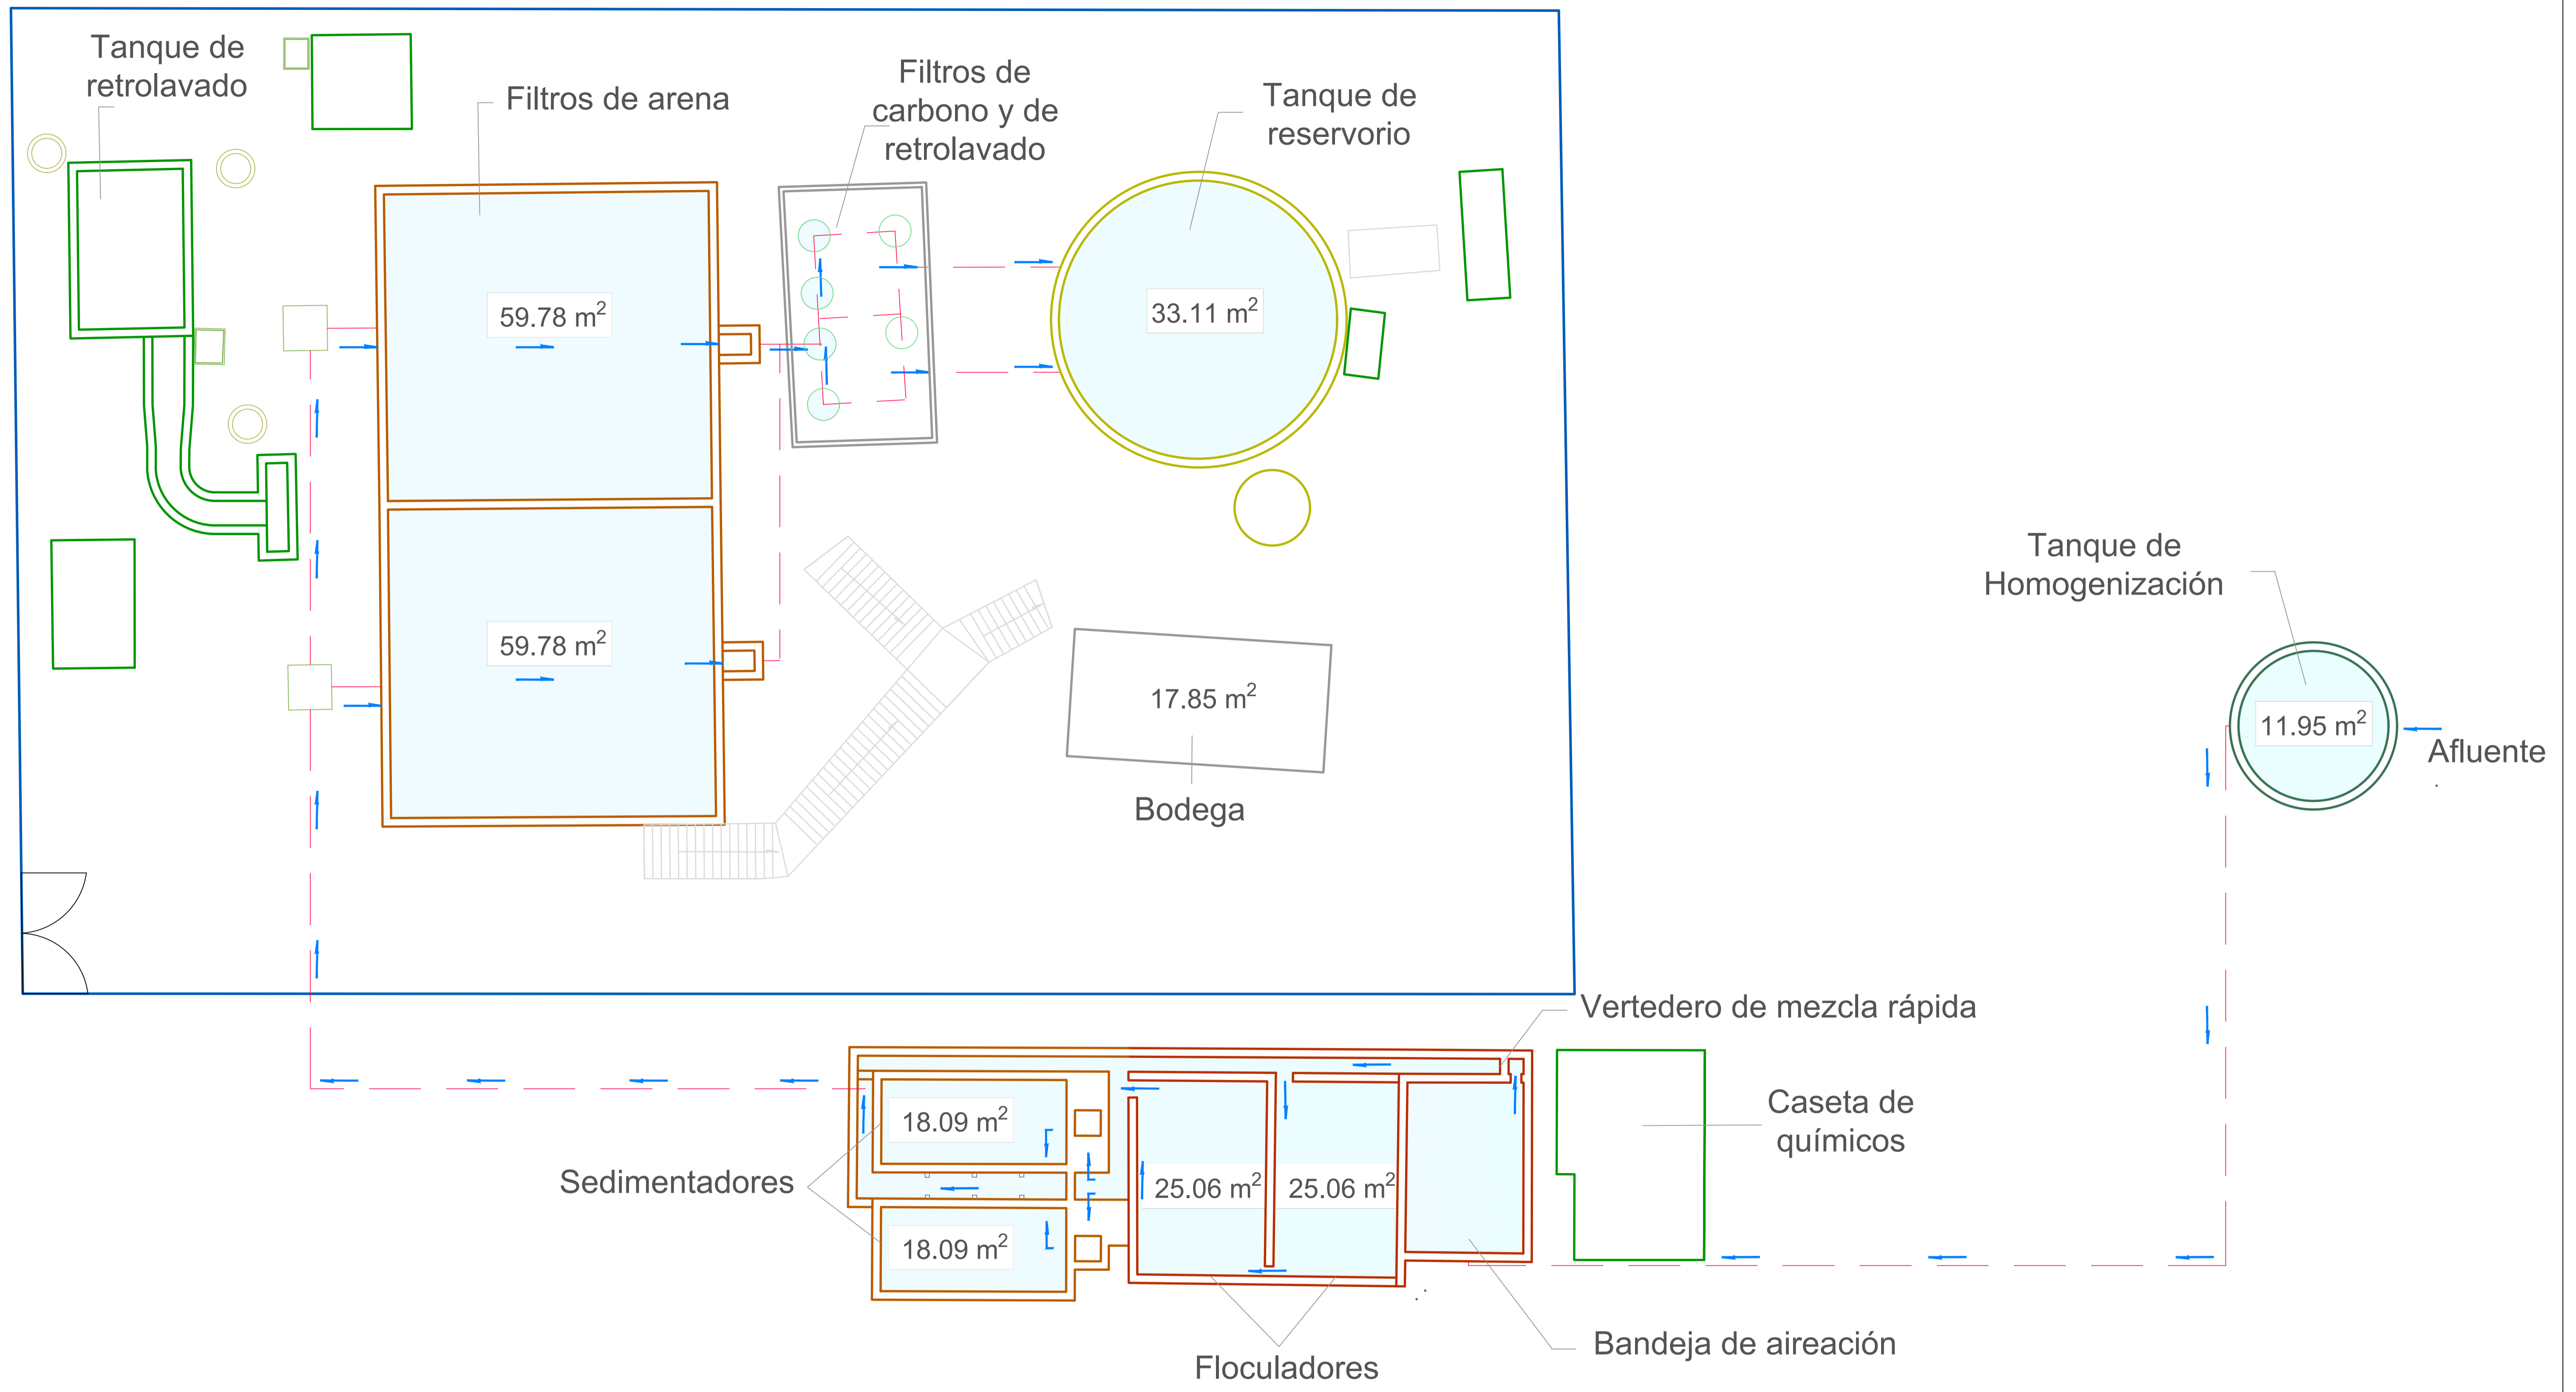 Tanque de
retrolavado
Filtros de arena
Filtros de
carbono y de
retrolavado
Tanque de
reservorio
59.78 m²
33.11 m²
59.78 m²
17.85 m²
Bodega
Tanque de
Homogenización
11.95 m²
Afluente
Vertedero de mezcla rápida
Caseta de
químicos
18.09 m²
Sedimentadores
25.06 m²
25.06 m²
18.09 m²
Bandeja de aireación
Floculadores